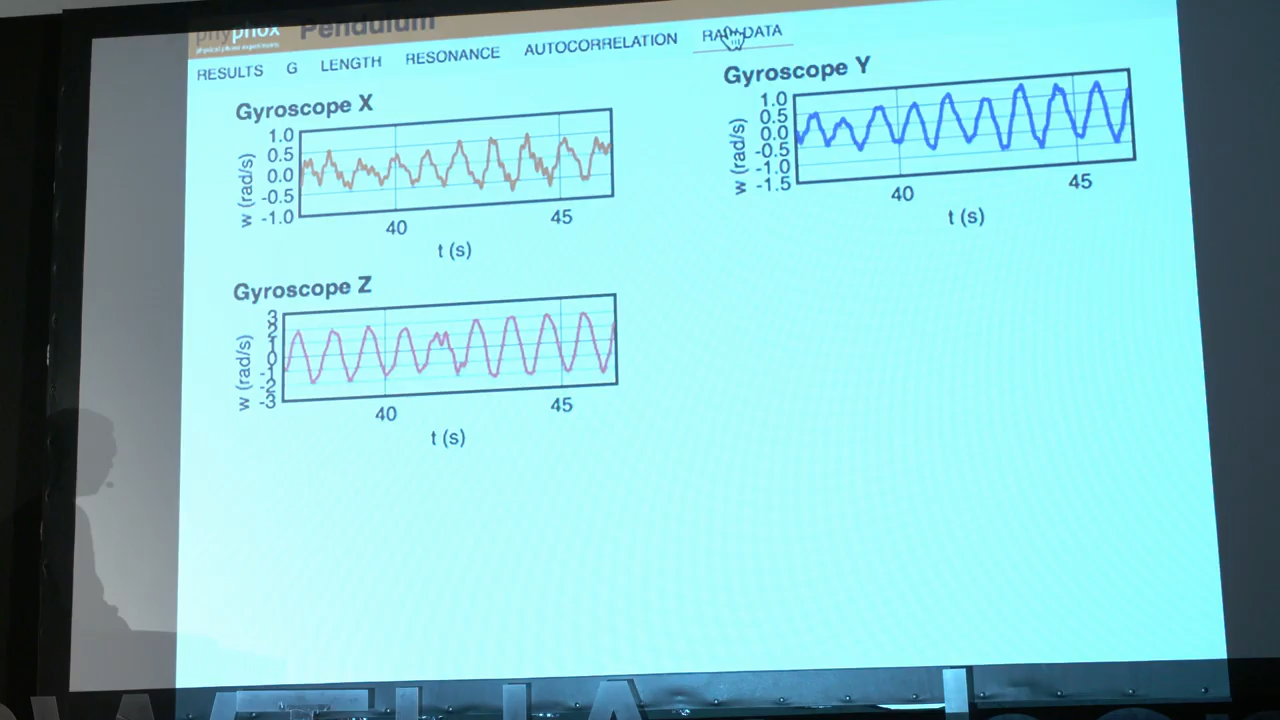 phyphox Pendulum
RESULTS G LENGTH RESONANCE AUTOCORRELATION RAW DATA
Gyroscope X
w (rad/s)
1.0
0.5
0.0
-0.5
-1.0
40 45
t (s)
Gyroscope Y
w (rad/s)
1.0
0.5
0.0
-0.5
-1.0
-1.5
40 45
t (s)
Gyroscope Z
w (rad/s)
3
2
1
0
-1
-2
-3
40 45
t (s)